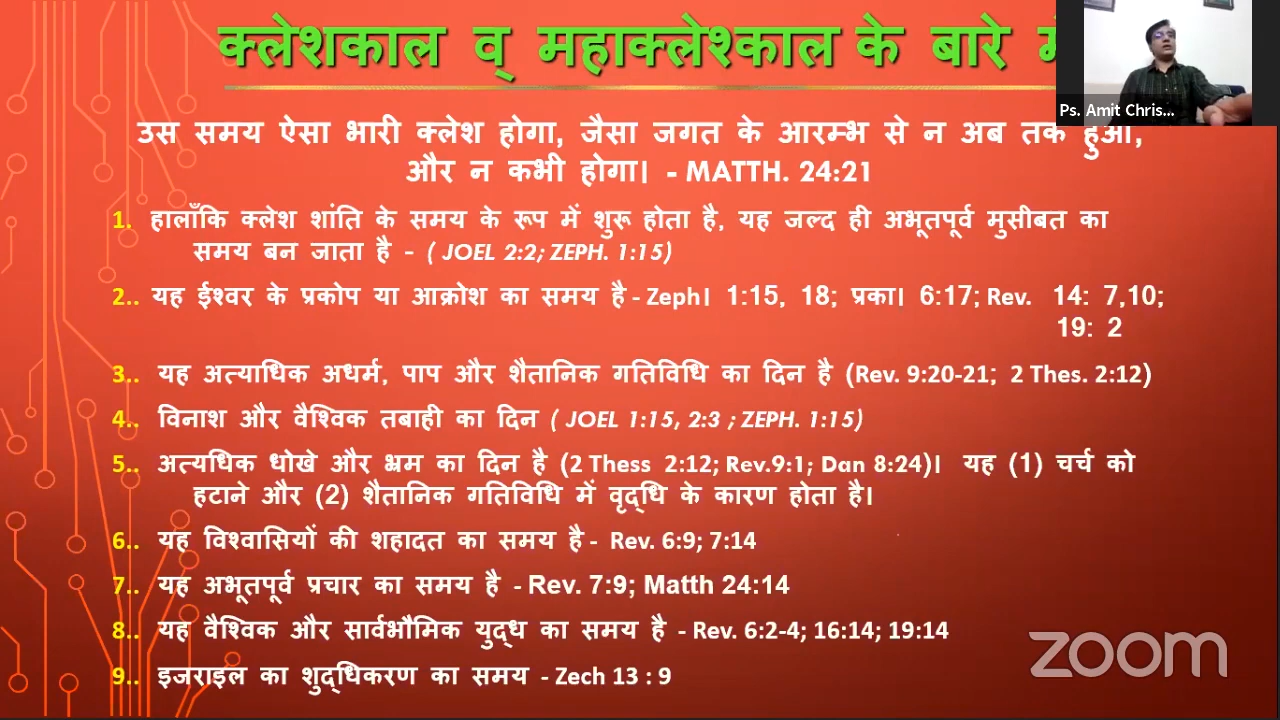 क्लेशकाल व् महाक्लेश्काल के बारे
Ps. Amit Chris...
उस समय ऐसा भारी क्लेश होगा, जैसा जगत के आरम्भ से न अब तक हुआ,
और न कभी होगा। - MATTH. 24:21
1. हालाँकि क्लेश शांति के समय के रूप में शुरू होता है, यह जल्द ही अभूतपूर्व मुसीबत का
समय बन जाता है - ( JOEL 2:2; ZEPH. 1:15)
2.. यह ईश्वर के प्रकोप या आक्रोश का समय है - Zeph। 1:15, 18; प्रका। 6:17; Rev. 14: 7,10;
19: 2
3.. यह अत्याधिक अधर्म, पाप और शैतानिक गतिविधि का दिन है (Rev. 9:20-21; 2 Thes. 2:12)
4.. विनाश और वैश्विक तबाही का दिन ( JOEL 1:15, 2:3 ; ZEPH. 1:15)
5.. अत्यधिक धोखे और भ्रम का दिन है (2 Thess 2:12; Rev.9:1; Dan 8:24)। यह (1) चर्च को
हटाने और (2) शैतानिक गतिविधि में वृद्धि के कारण होता है।
6.. यह विश्वासियों की शहादत का समय है - Rev. 6:9; 7:14
7.. यह अभूतपूर्व प्रचार का समय है - Rev. 7:9; Matth 24:14
8.. यह वैश्विक और सार्वभौमिक युद्ध का समय है - Rev. 6:2-4; 16:14; 19:14
9.. इजराइल का शुद्धिकरण का समय - Zech 13 : 9
zoom